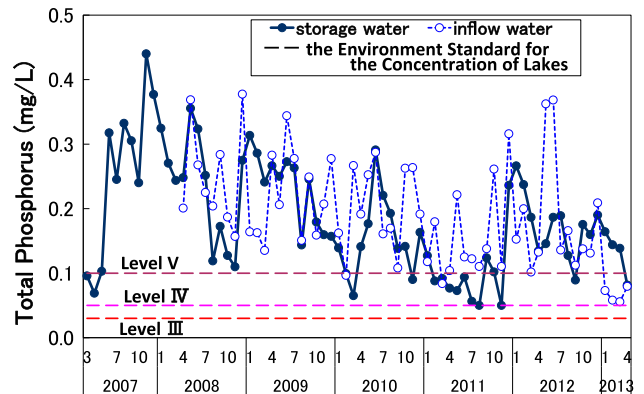 Total Phosphorus (mg/L)
0.5
0.4
0.3
0.2
0.1
0.0
storage water
inflow water
the Environment Standard for
the Concentration of Lakes
Level Ⅴ
Level Ⅳ
Level Ⅲ
3 7 10 1 4 7 10 1 4 7 10 1 4 7 10 1 4 7 10 1 4 7 10 1 4
2007 2008 2009 2010 2011 2012 2013